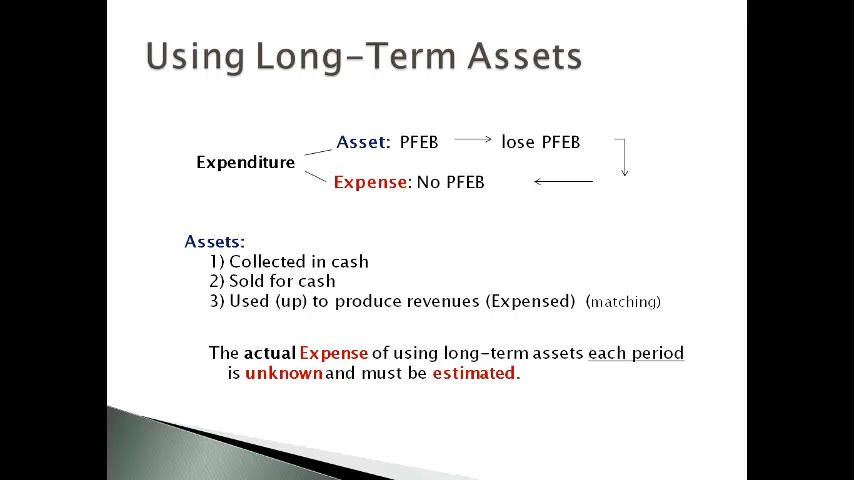 Using Long-Term Assets
Asset: PFEB lose PFEB
Expenditure
Expense: No PFEB
Assets:
1) Collected in cash
2) Sold for cash
3) Used (up) to produce revenues (Expensed) (matching)
The actual Expense of using long-term assets each period
is unknown and must be estimated.